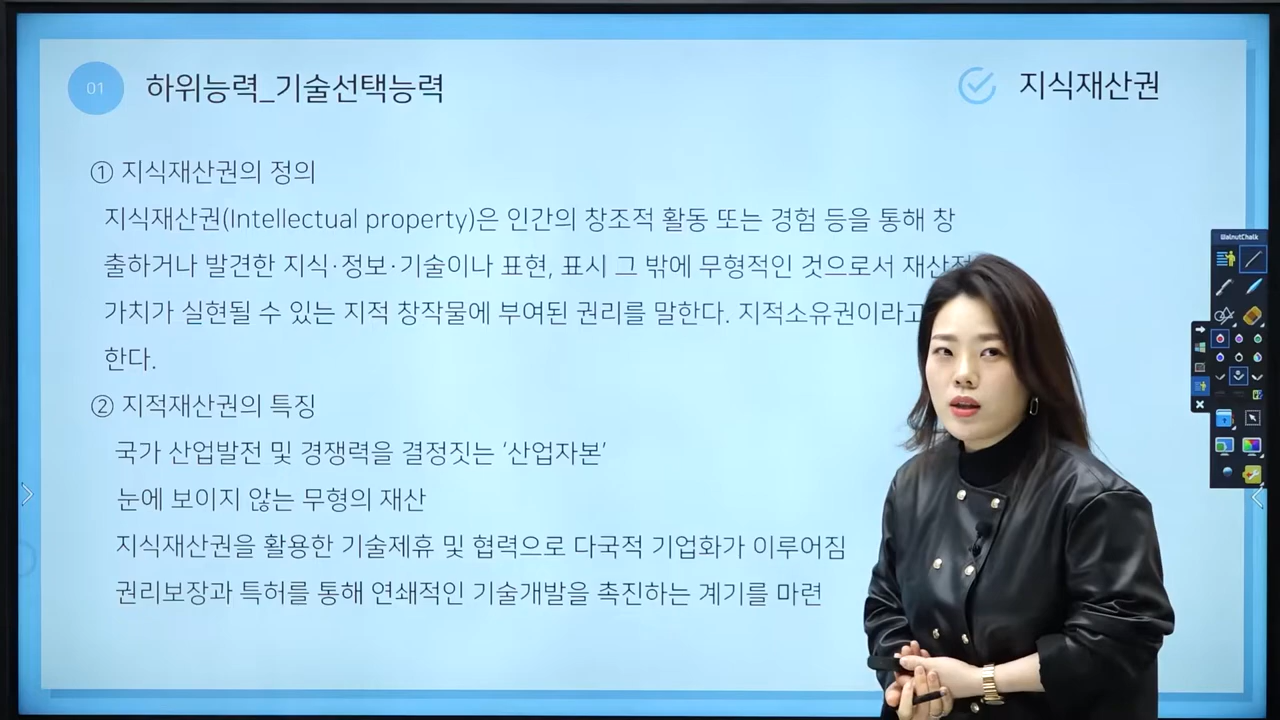 01
하위능력_기술선택능력
지식재산권
① 지식재산권의 정의
지식재산권(Intellectual property)은 인간의 창조적 활동 또는 경험 등을 통해 창
출하거나 발견한 지식·정보·기술이나 표현, 표시 그 밖에 무형적인 것으로서 재산적
가치가 실현될 수 있는 지적 창작물에 부여된 권리를 말한다. 지적소유권이라고
한다.
② 지적재산권의 특징
국가 산업발전 및 경쟁력을 결정짓는 ‘산업자본’
눈에 보이지 않는 무형의 재산
지식재산권을 활용한 기술제휴 및 협력으로 다국적 기업화가 이루어짐
권리보장과 특허를 통해 연쇄적인 기술개발을 촉진하는 계기를 마련
WalnutChalk